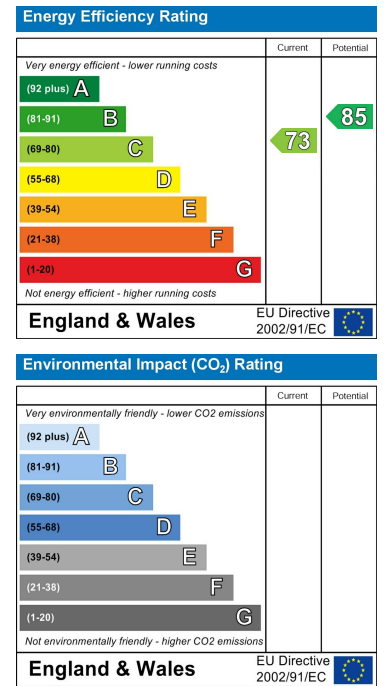 Energy Efficiency Rating
Current Potential
Very energy efficient - lower running costs
(92 plus) A
(81-91) B
85
(69-80) C
73
(55-68) D
(39-54) E
(21-38) F
(1-20) G
Not energy efficient - higher running costs
England & Wales
EU Directive
2002/91/EC
Environmental Impact (CO₂) Rating
Current Potential
Very environmentally friendly - lower CO2 emissions
(92 plus) A
(81-91) B
(69-80) C
(55-68) D
(39-54) E
(21-38) F
(1-20) G
Not environmentally friendly - higher CO2 emissions
England & Wales
EU Directive
2002/91/EC